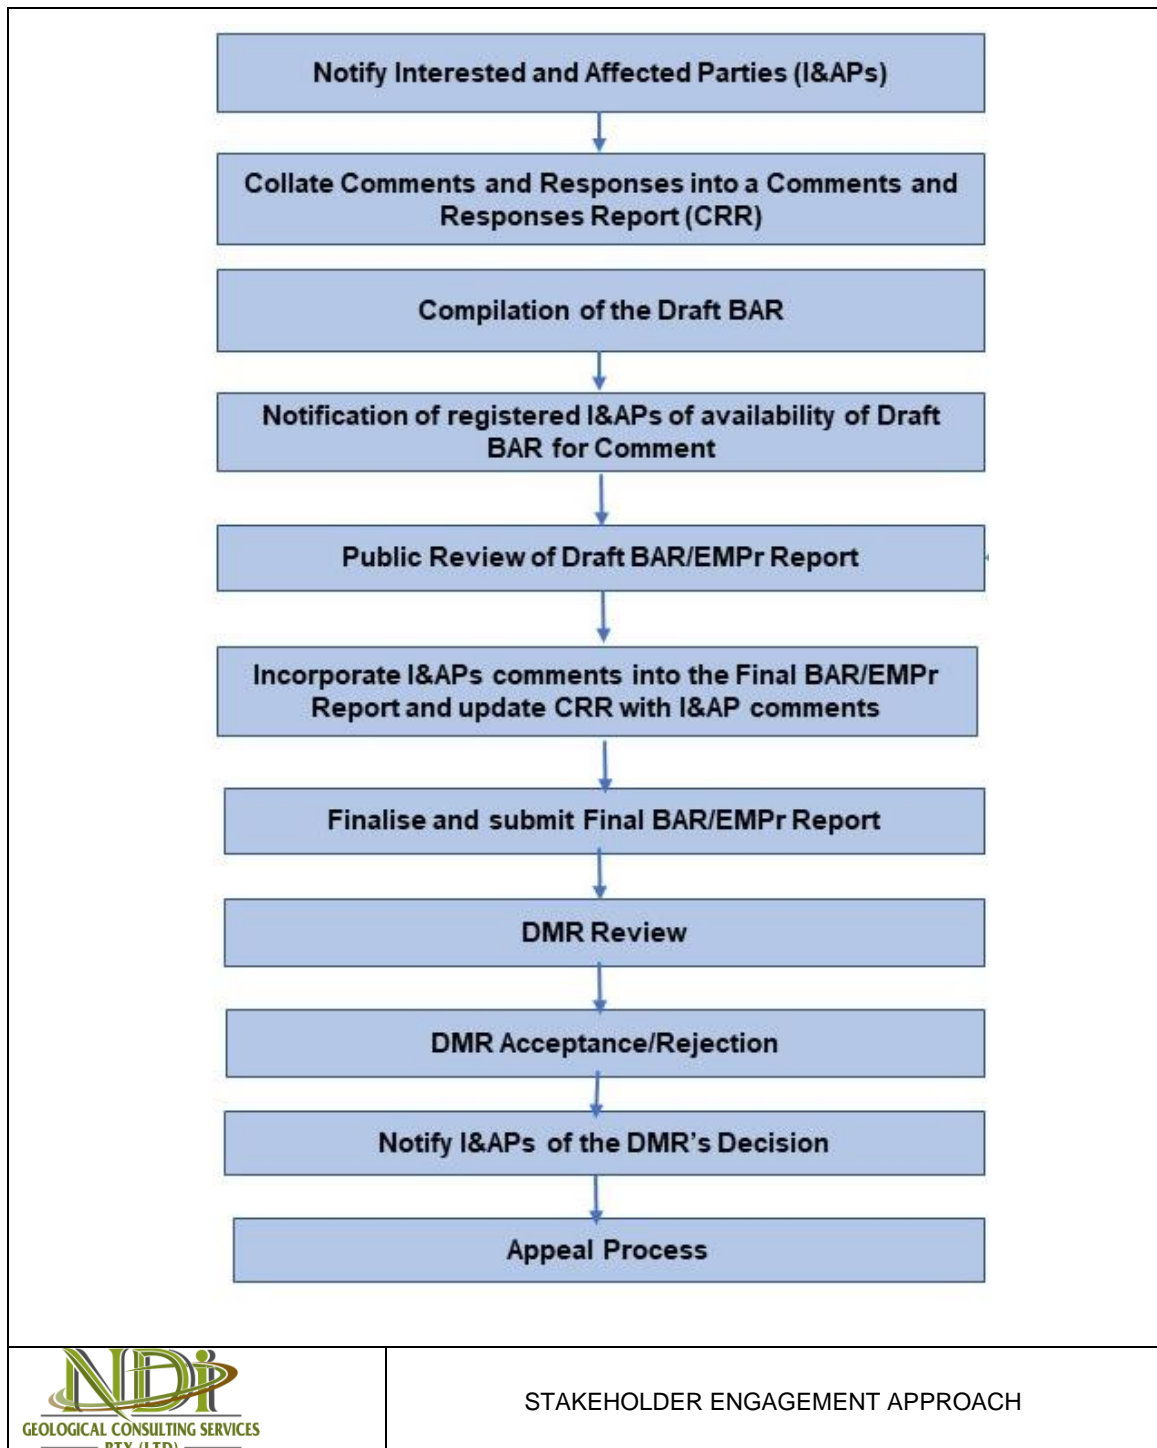 Notify Interested and Affected Parties (I&APs)
Collate Comments and Responses into a Comments and
Responses Report (CRR)
Compilation of the Draft BAR
Notification of registered I&APs of availability of Draft
BAR for Comment
Public Review of Draft BAR/EMPr Report
Incorporate I&APs comments into the Final BAR/EMPr
Report and update CRR with I&AP comments
Finalise and submit Final BAR/EMPr Report
DMR Review
DMR Acceptance/Rejection
Notify I&APs of the DMR’s Decision
Appeal Process
NDi
GEOLOGICAL CONSULTING SERVICES
PTY (LTD)
STAKEHOLDER ENGAGEMENT APPROACH